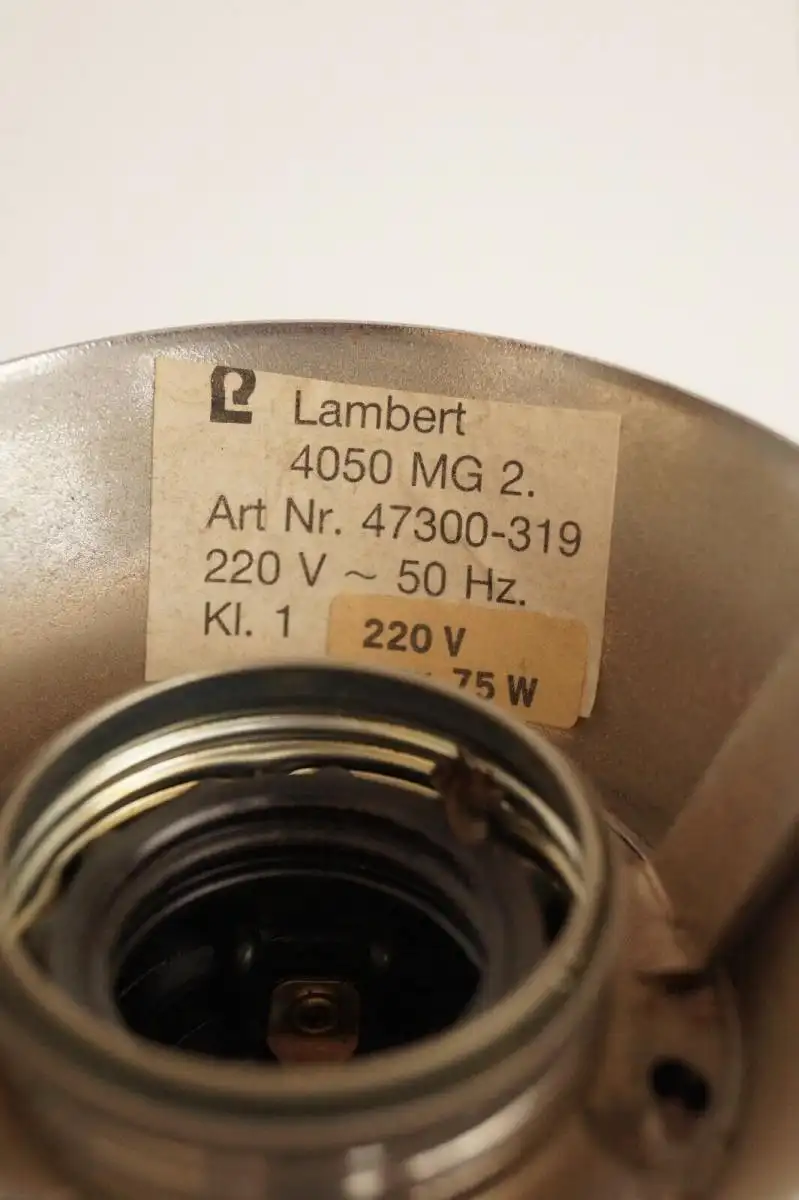 Lambert
4050 MG 2.
Art Nr. 47300-319
220 V ~ 50 Hz.
Kl. 1
220 V
75 W